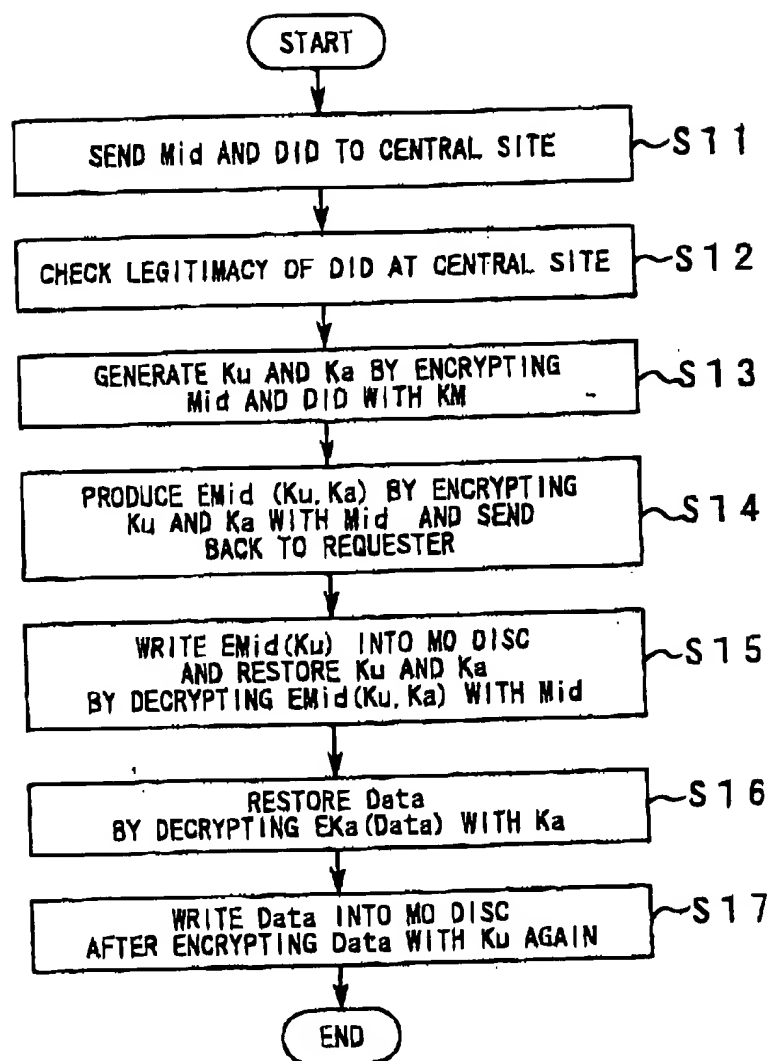 START
SEND Mid AND DID TO CENTRAL SITE
S11
CHECK LEGITIMACY OF DID AT CENTRAL SITE
S12
GENERATE Ku AND Ka BY ENCRYPTING
Mid AND DID WITH KM
S13
PRODUCE EMid (Ku,Ka) BY ENCRYPTING
Ku AND Ka WITH Mid AND SEND
BACK TO REQUESTER
S14
WRITE EMid(Ku) INTO MO DISC
AND RESTORE Ku AND Ka
BY DECRYPTING EMid(Ku,Ka) WITH Mid
S15
RESTORE Data
BY DECRYPTING EKa(Data) WITH Ka
S16
WRITE Data INTO MO DISC
AFTER ENCRYPTING Data WITH Ku AGAIN
S17
END